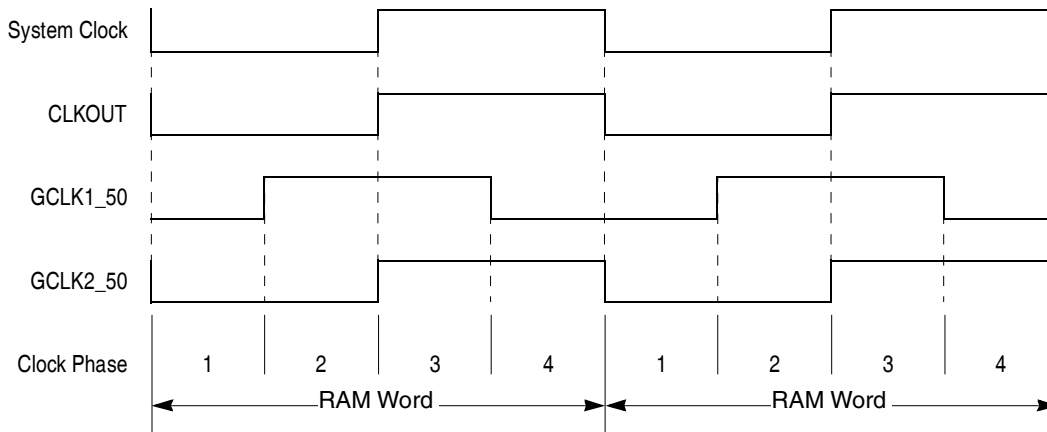 System Clock
CLKOUT
GCLK1_50
GCLK2_50
Clock Phase 1 2 3 4 1 2 3 4
RAM Word RAM Word